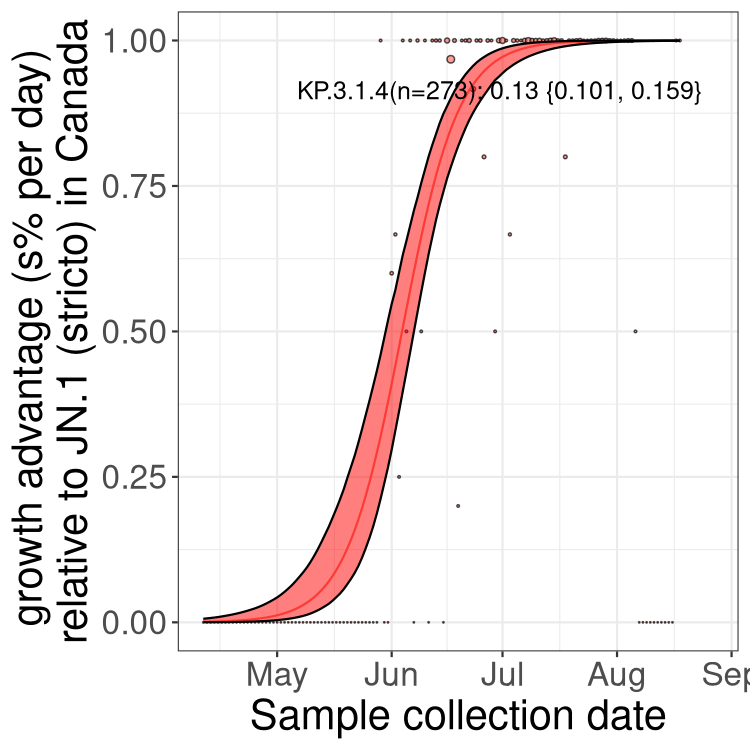 growth advantage (s% per day)
relative to JN.1 (stricto) in Canada
1.00
0.75
0.50
0.25
0.00
KP.3.1.4(n=273): 0.13 {0.101, 0.159}
May Jun Jul Aug Sep
Sample collection date